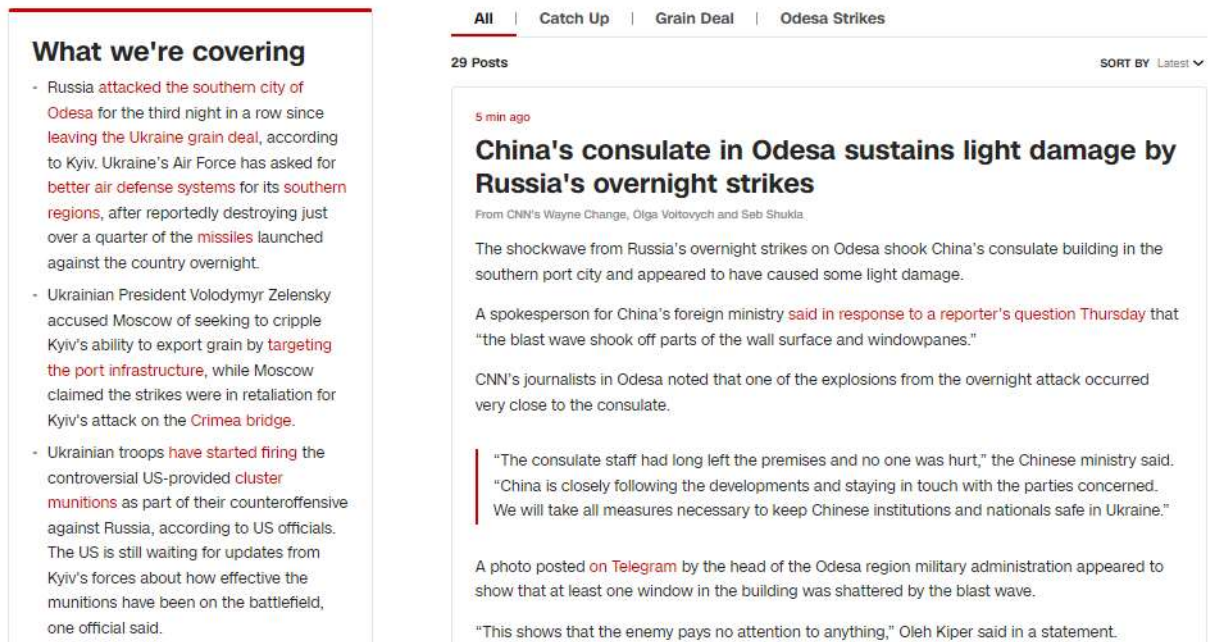 What we're covering
- Russia attacked the southern city of
Odesa for the third night in a row since
leaving the Ukraine grain deal, according
to Kyiv. Ukraine's Air Force has asked for
better air defense systems for its southern
regions, after reportedly destroying just
over a quarter of the missiles launched
against the country overnight.
- Ukrainian President Volodymyr Zelensky
accused Moscow of seeking to cripple
Kyiv's ability to export grain by targeting
the port infrastructure, while Moscow
claimed the strikes were in retaliation for
Kyiv's attack on the Crimea bridge.
- Ukrainian troops have started firing the
controversial US-provided cluster
munitions as part of their counteroffensive
against Russia, according to US officials.
The US is still waiting for updates from
Kyiv's forces about how effective the
munitions have been on the battlefield,
one official said.
All | Catch Up | Grain Deal | Odesa Strikes
29 Posts
SORT BY Latest
5 min ago
China's consulate in Odesa sustains light damage by
Russia's overnight strikes
From CNN's Wayne Change, Olga Voitovych and Seb Shukla
The shockwave from Russia's overnight strikes on Odesa shook China's consulate building in the
southern port city and appeared to have caused some light damage.
A spokesperson for China's foreign ministry said in response to a reporter's question Thursday that
“the blast wave shook off parts of the wall surface and windowpanes.”
CNN's journalists in Odesa noted that one of the explosions from the overnight attack occurred
very close to the consulate.
“The consulate staff had long left the premises and no one was hurt,” the Chinese ministry said.
“China is closely following the developments and staying in touch with the parties concerned.
We will take all measures necessary to keep Chinese institutions and nationals safe in Ukraine.”
A photo posted on Telegram by the head of the Odesa region military administration appeared to
show that at least one window in the building was shattered by the blast wave.
“This shows that the enemy pays no attention to anything,” Oleh Kiper said in a statement.